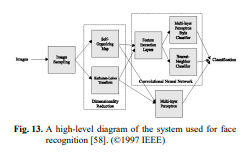 Images
Image
Sampling
Self-
Organizing
Map
Karhunen-Loève
Transform
Dimensionality
Reduction
Feature
Extraction
Layers
Multi-layer
Perceptron
Style
Classifier
Nearest-
Neighbor
Classifier
Convolutional Neural Network
Multi-layer
Perceptron
Classification
Fig. 13. A high-level diagram of the system used for face
recognition [58]. (©1997 IEEE)